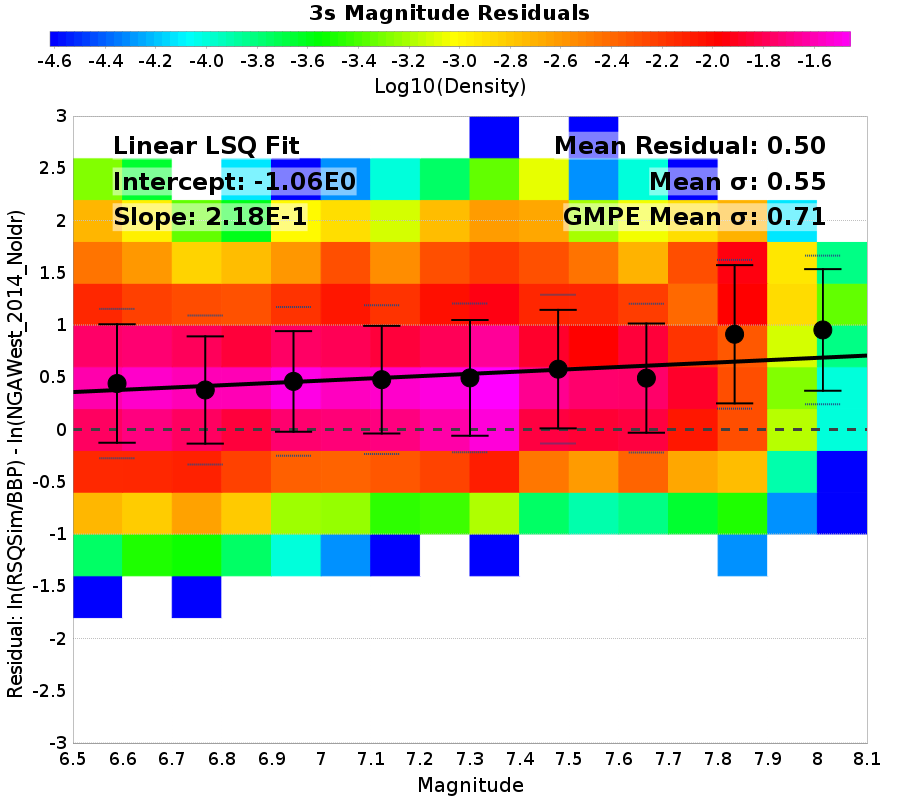 3s Magnitude Residuals
-4.6 -4.4 -4.2 -4.0 -3.8 -3.6 -3.4 -3.2 -3.0 -2.8 -2.6 -2.4 -2.2 -2.0 -1.8 -1.6
Log10(Density)
Linear LSQ Fit
Intercept: -1.06E0
Slope: 2.18E-1
Mean Residual: 0.50
Mean σ: 0.55
GMPE Mean σ: 0.71
Residual: ln(RSQSim/BBP) - ln(NGAWest_2014_NoIdr)
3
2.5
2
1.5
1
0.5
0
-0.5
-1
-1.5
-2
-2.5
-3
6.5 6.6 6.7 6.8 6.9 7 7.1 7.2 7.3 7.4 7.5 7.6 7.7 7.8 7.9 8 8.1
Magnitude